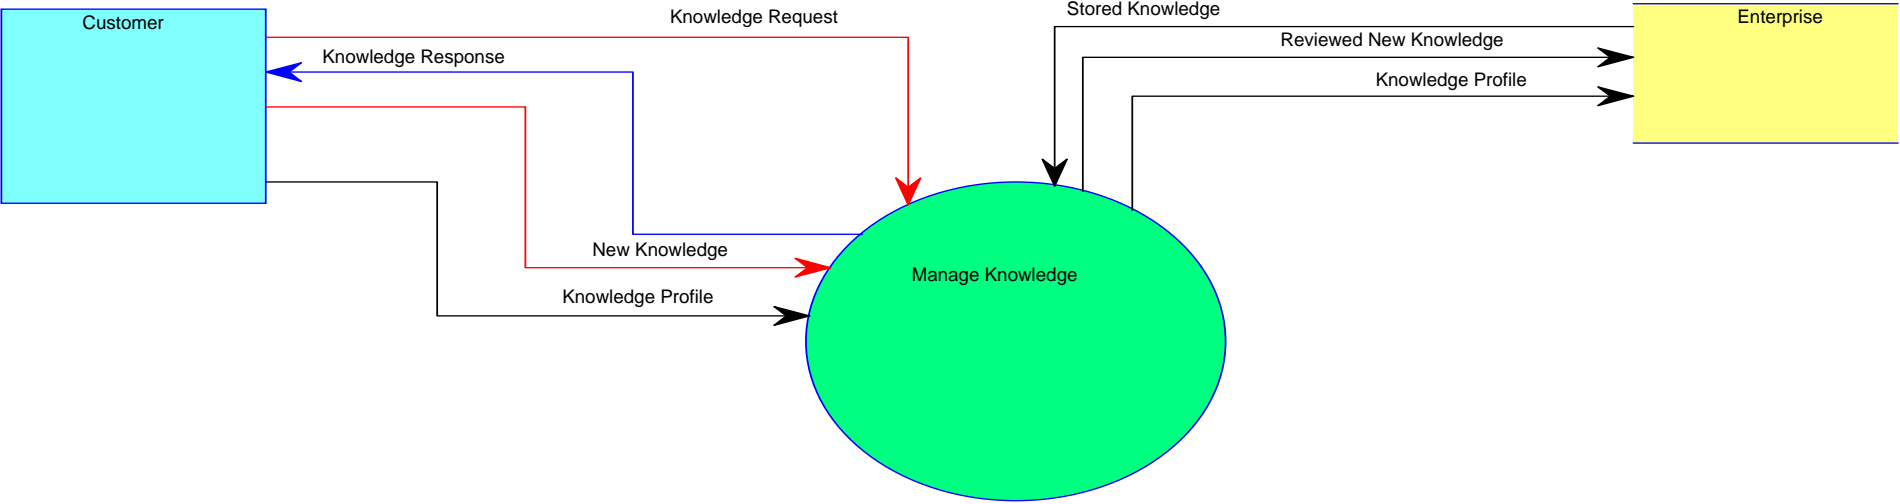 Customer
Knowledge Request
Stored Knowledge
Enterprise
Knowledge Response
Reviewed New Knowledge
Knowledge Profile
New Knowledge
Manage Knowledge
Knowledge Profile